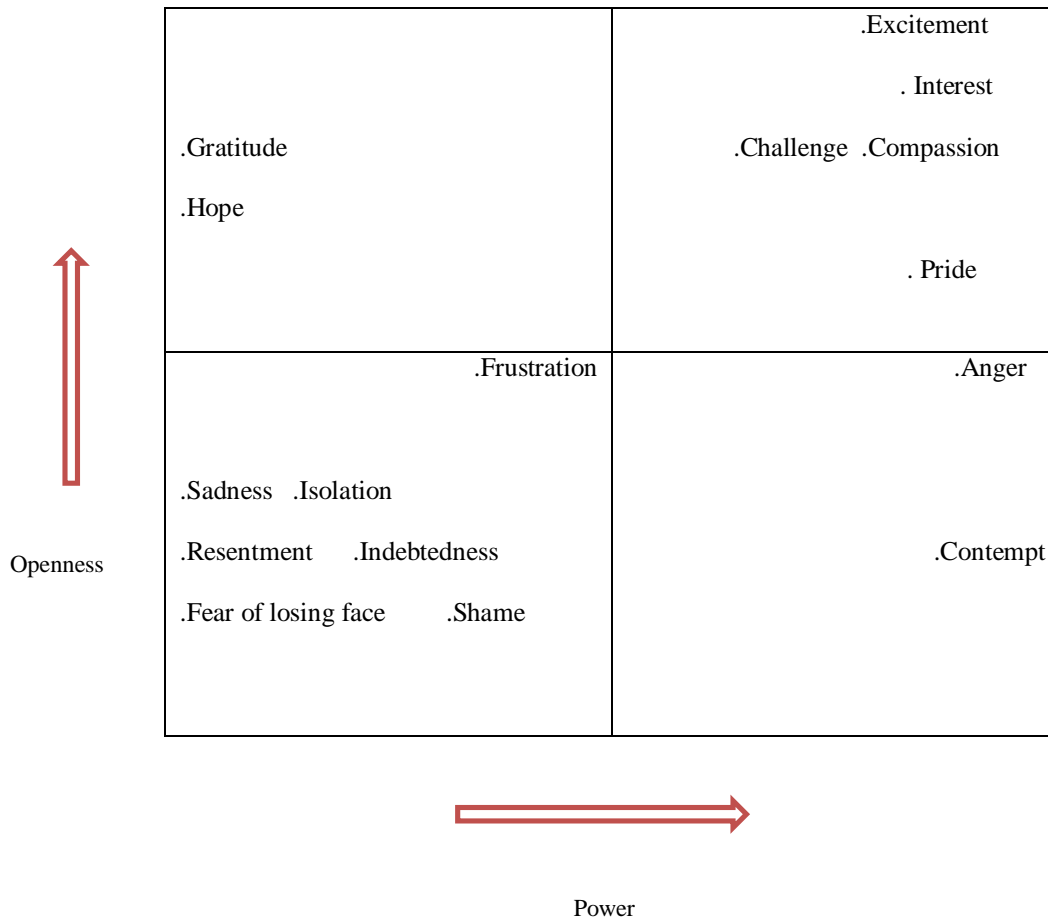 .Excitement
. Interest
.Gratitude
.Challenge .Compassion
.Hope
. Pride
.Frustration
.Anger
.Sadness .Isolation
.Resentment .Indebtedness
.Contempt
Openness
.Fear of losing face .Shame
Power